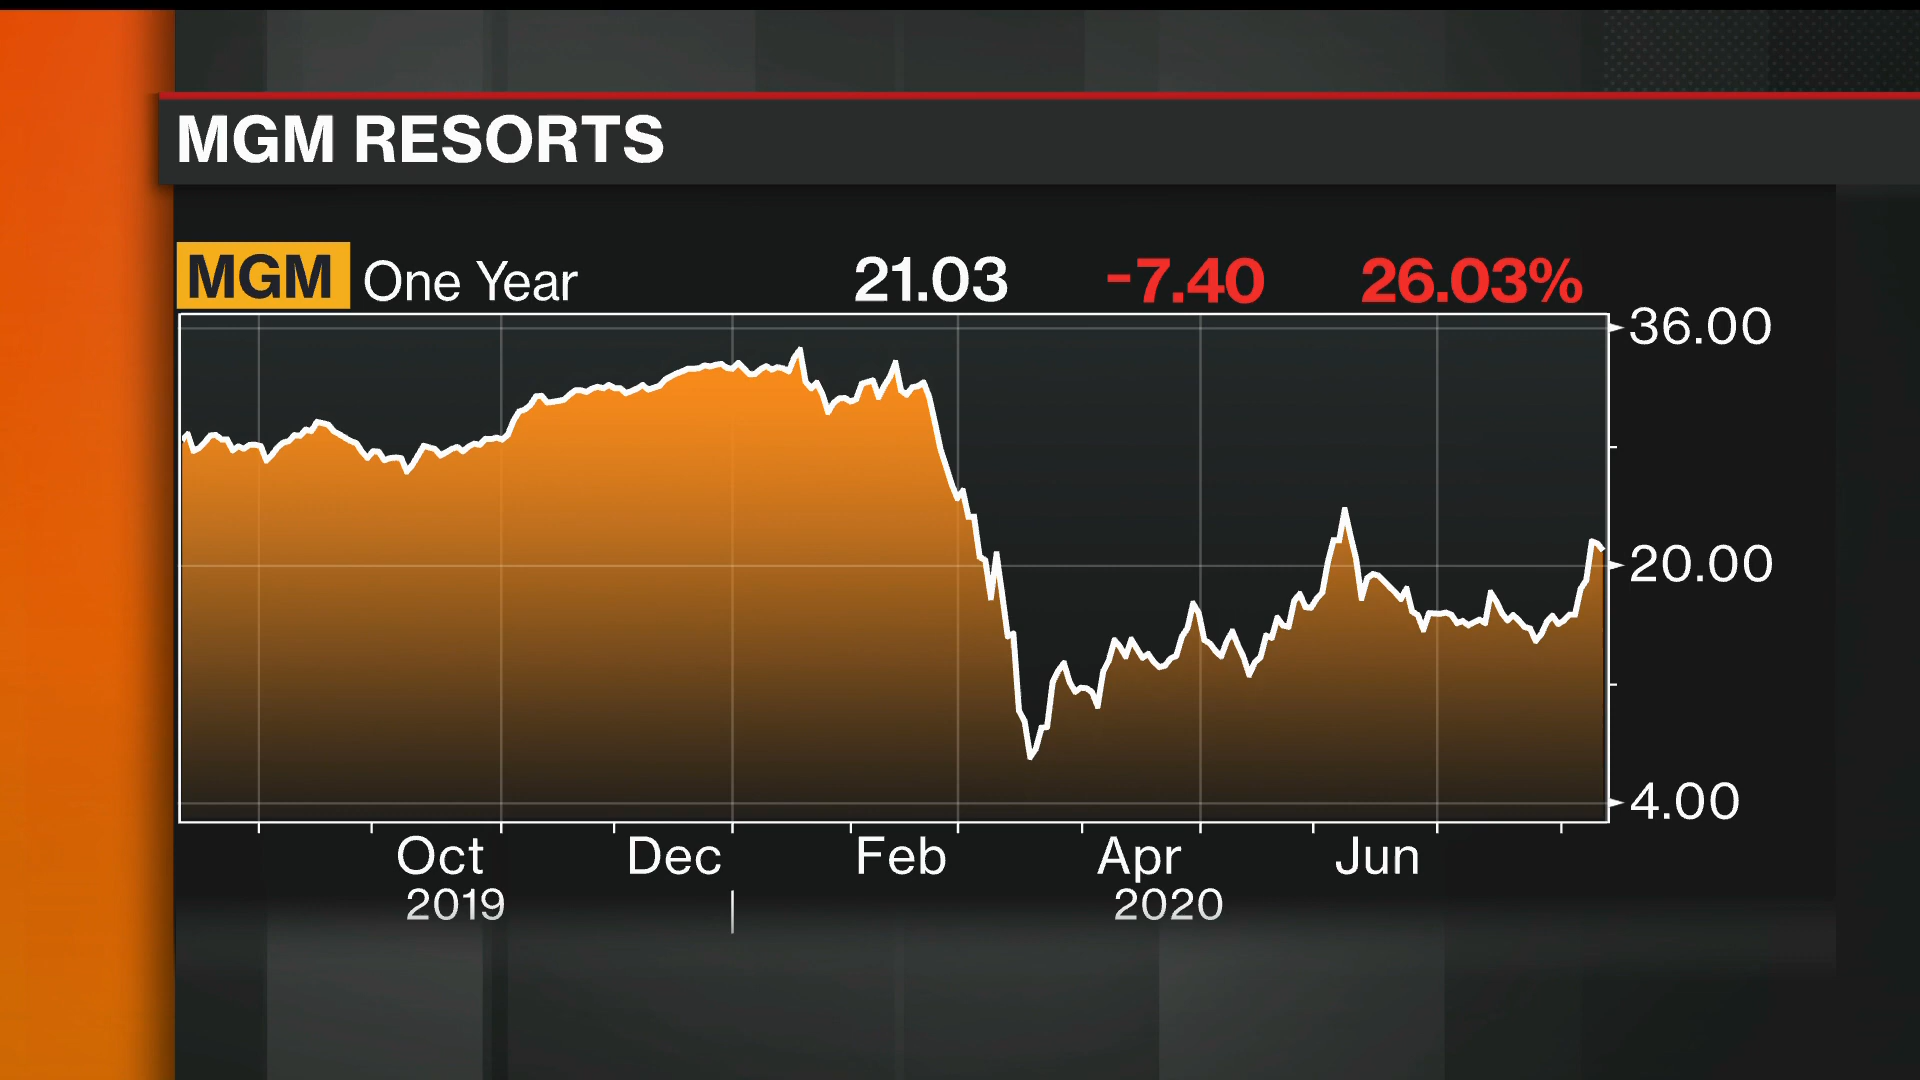 MGM RESORTS
MGM One Year 21.03 -7.40 26.03%
36.00
20.00
4.00
Oct Dec Feb Apr Jun
2019 2020